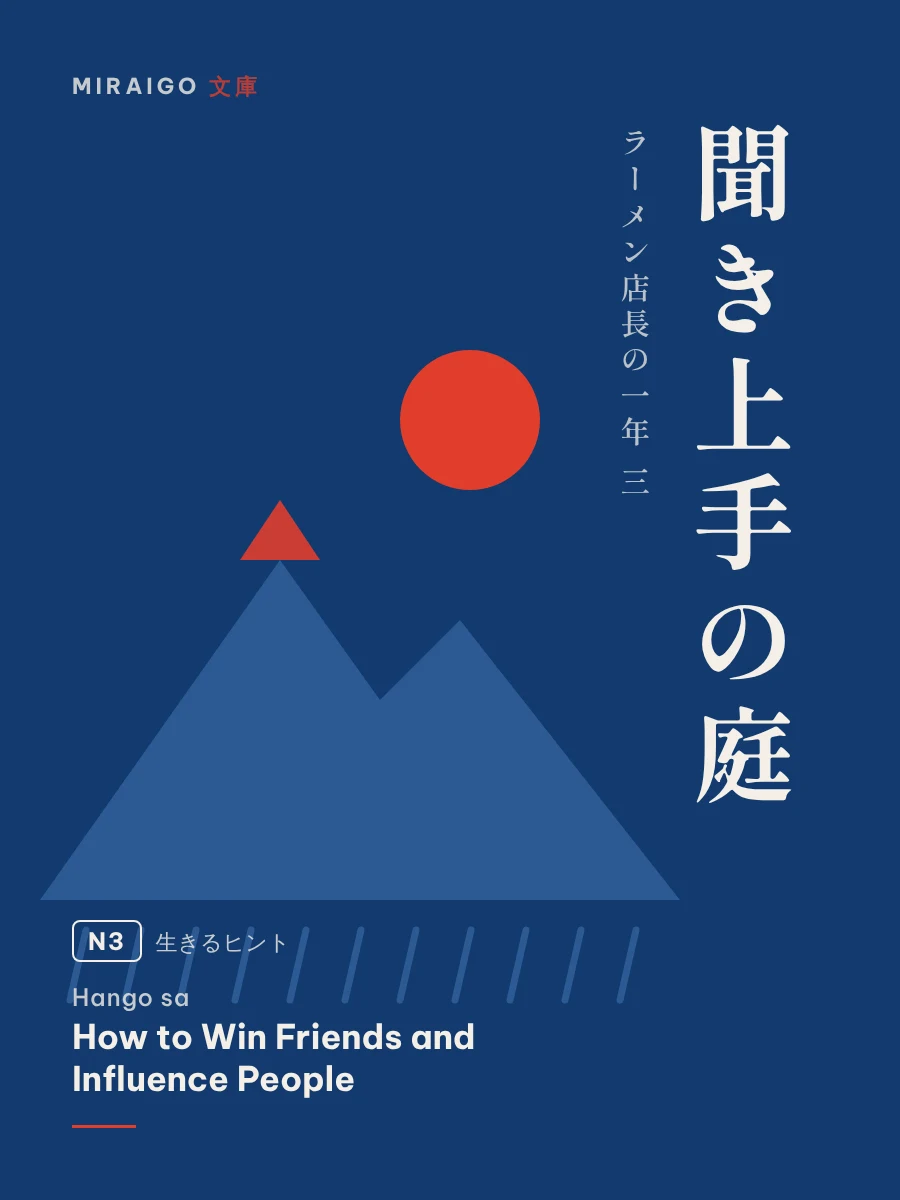 MIRAIGO 文庫
聞き上手の庭
ラーメン店長の一年 三
N3 生きるヒント
Hango sa
How to Win Friends and
Influence People